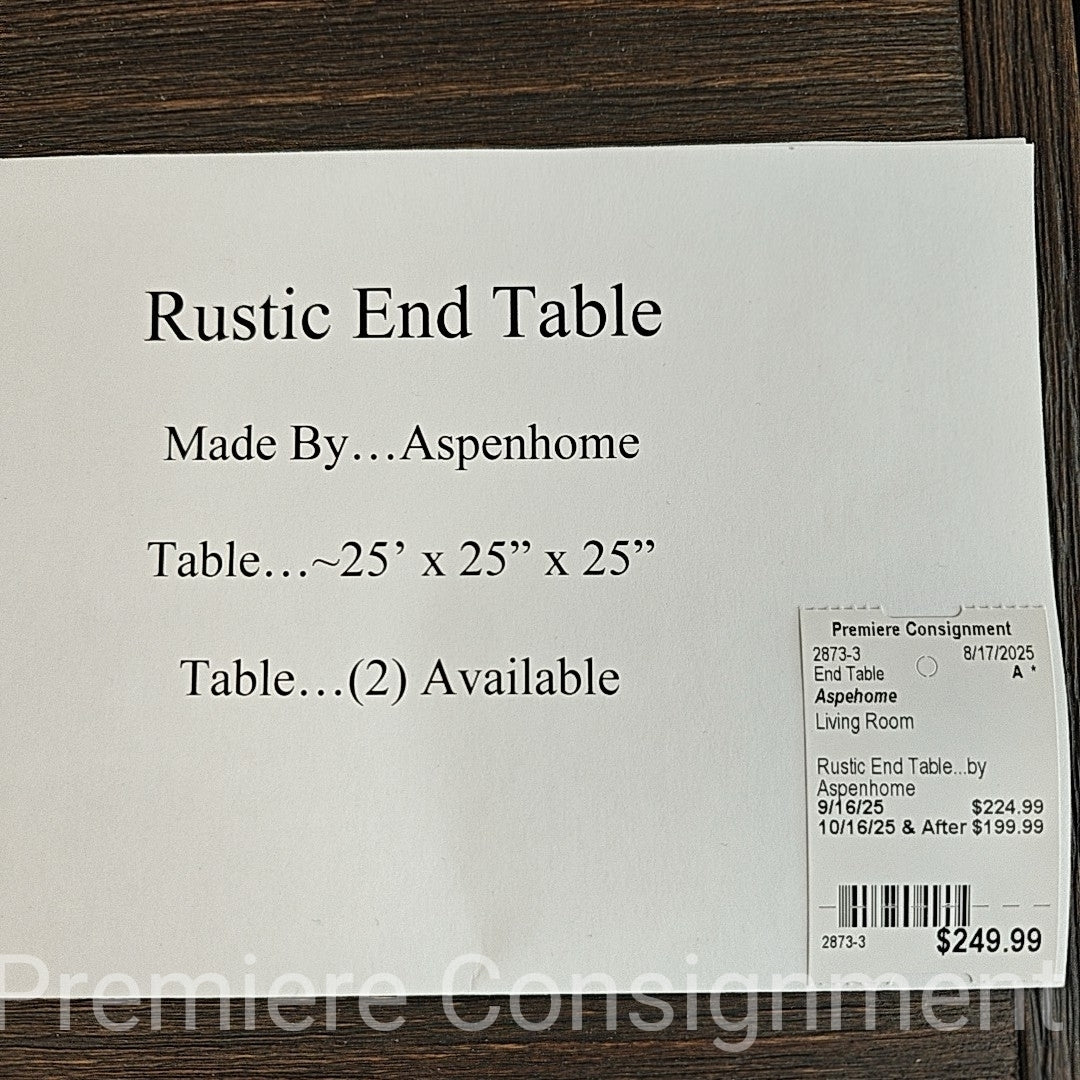 Rustic End Table
Made By…Aspenhome
Table…~25’ x 25” x 25”
Table…(2) Available
Premiere Consignment
2873-3 8/17/2025
End Table A *
Aspehome
Living Room
Rustic End Table...by
Aspenhome
9/16/25 $224.99
10/16/25 & After $199.99
2873-3 $249.99
Premiere Consignment